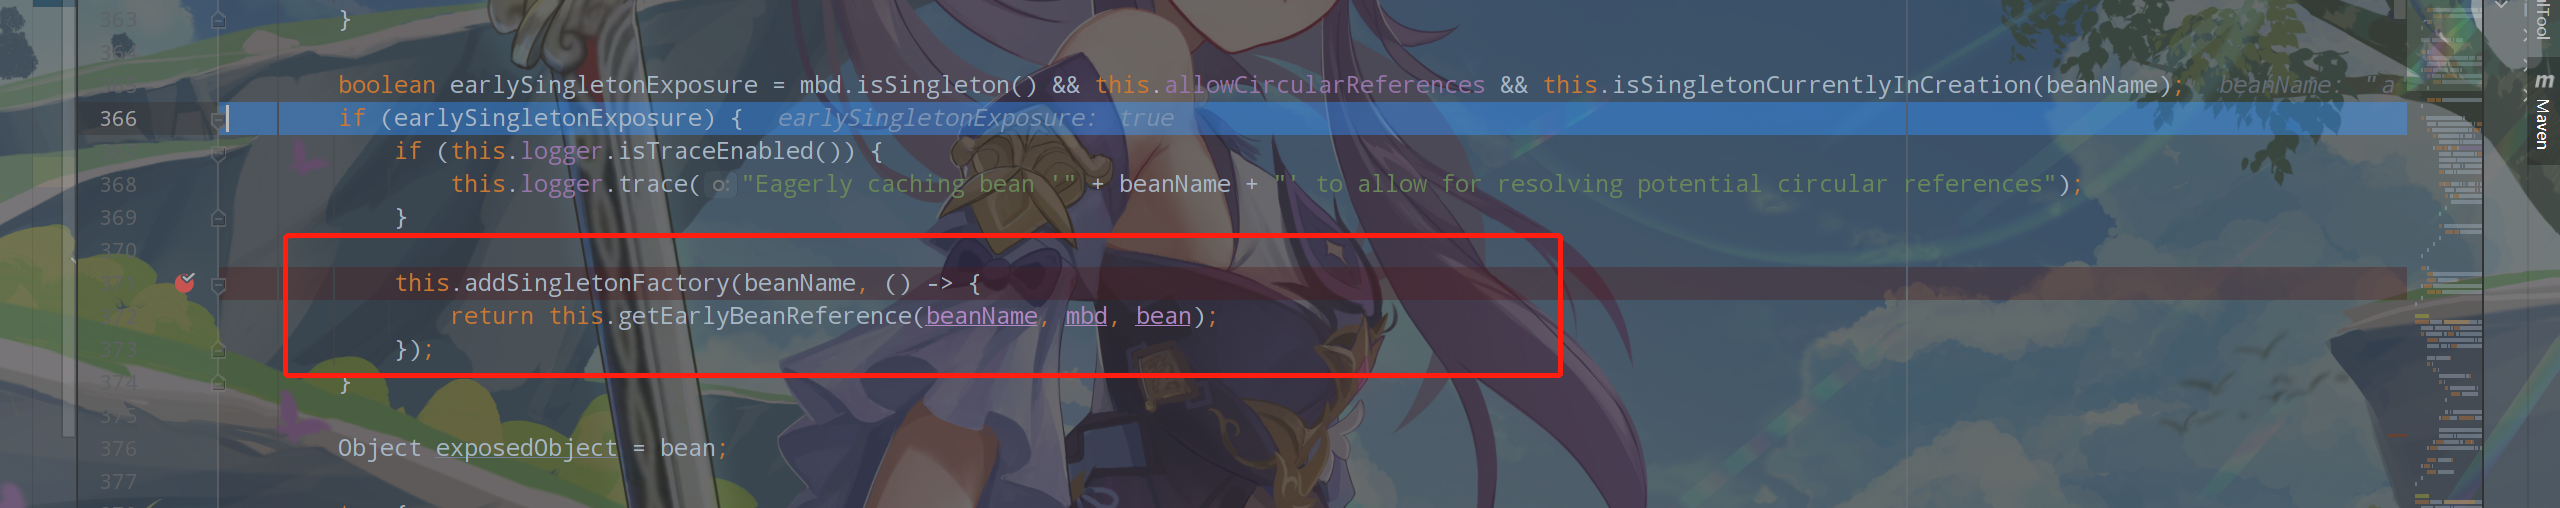 363 }
364
boolean earlySingletonExposure = mbd.isSingleton() && this.allowCircularReferences && this.isSingletonCurrentlyInCreation(beanName); beanName: "a
366 if (earlySingletonExposure) { earlySingletonExposure: true
if (this.logger.isTraceEnabled()) {
368 this.logger.trace( o: "Eagerly caching bean '" + beanName + "' to allow for resolving potential circular references");
369 }
370
this.addSingletonFactory(beanName, () -> {
372 return this.getEarlyBeanReference(beanName, mbd, bean);
373 });
374 }
375
376 Object exposedObject = bean;
377
Tool
m Maven